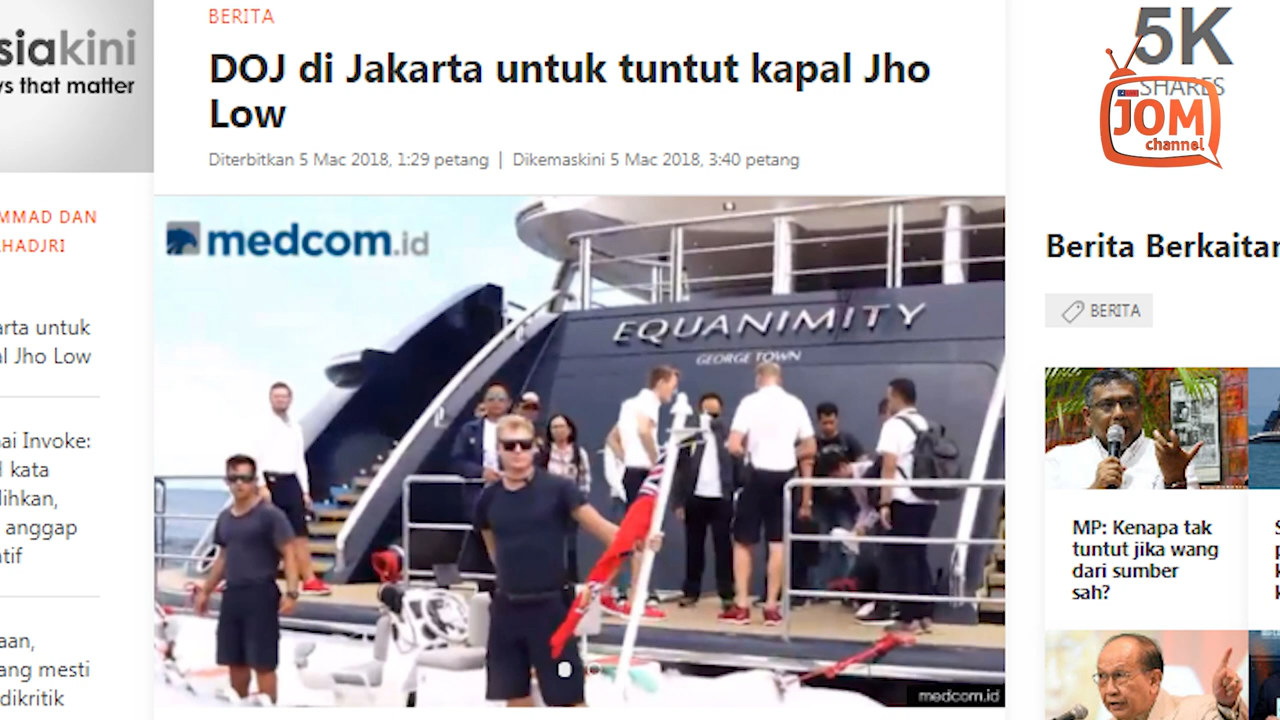 siakini
s that matter
MMAD DAN
HADJRI
arta untuk
l Jho Low
ai Invoke:
kata
dihkan,
anggap
tif
aan,
ang mesti
dikritik
BERITA
DOJ di Jakarta untuk tuntut kapal Jho
Low
Diterbitkan 5 Mac 2018, 1:29 petang | Dikemaskini 5 Mac 2018, 3:40 petang
medcom.id
EQUANIMITY
GEORGE TOWN
medcom.id
5K
SHARES
JOM
channel
Berita Berkaitan
BERITA
MP: Kenapa tak
tuntut jika wang
dari sumber
sah?